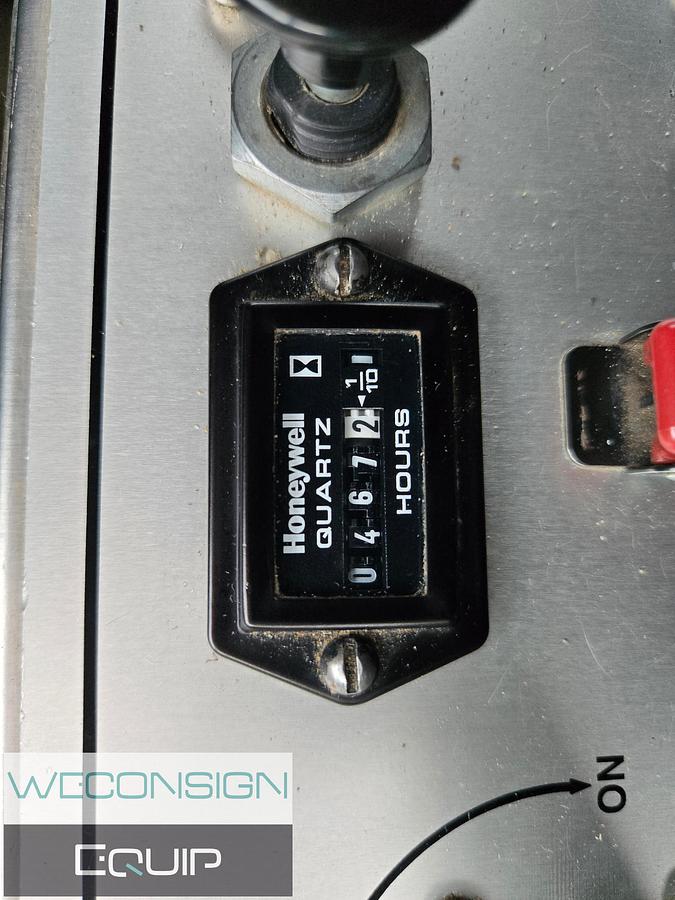 Honeywell
QUARTZ
0 4 6 7 2 ◄ 1/10
HOURS
ON
WECONSIGN
EQUIP